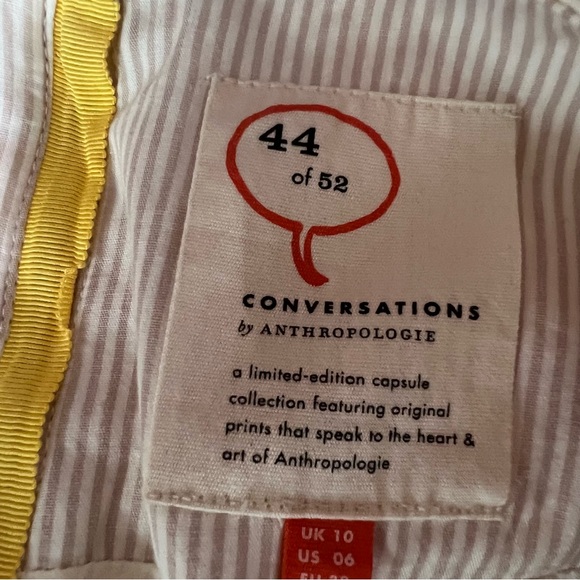 44
of 52
CONVERSATIONS
by ANTHROPOLOGIE
a limited-edition capsule
collection featuring original
prints that speak to the heart &
art of Anthropologie
UK 10
US 06